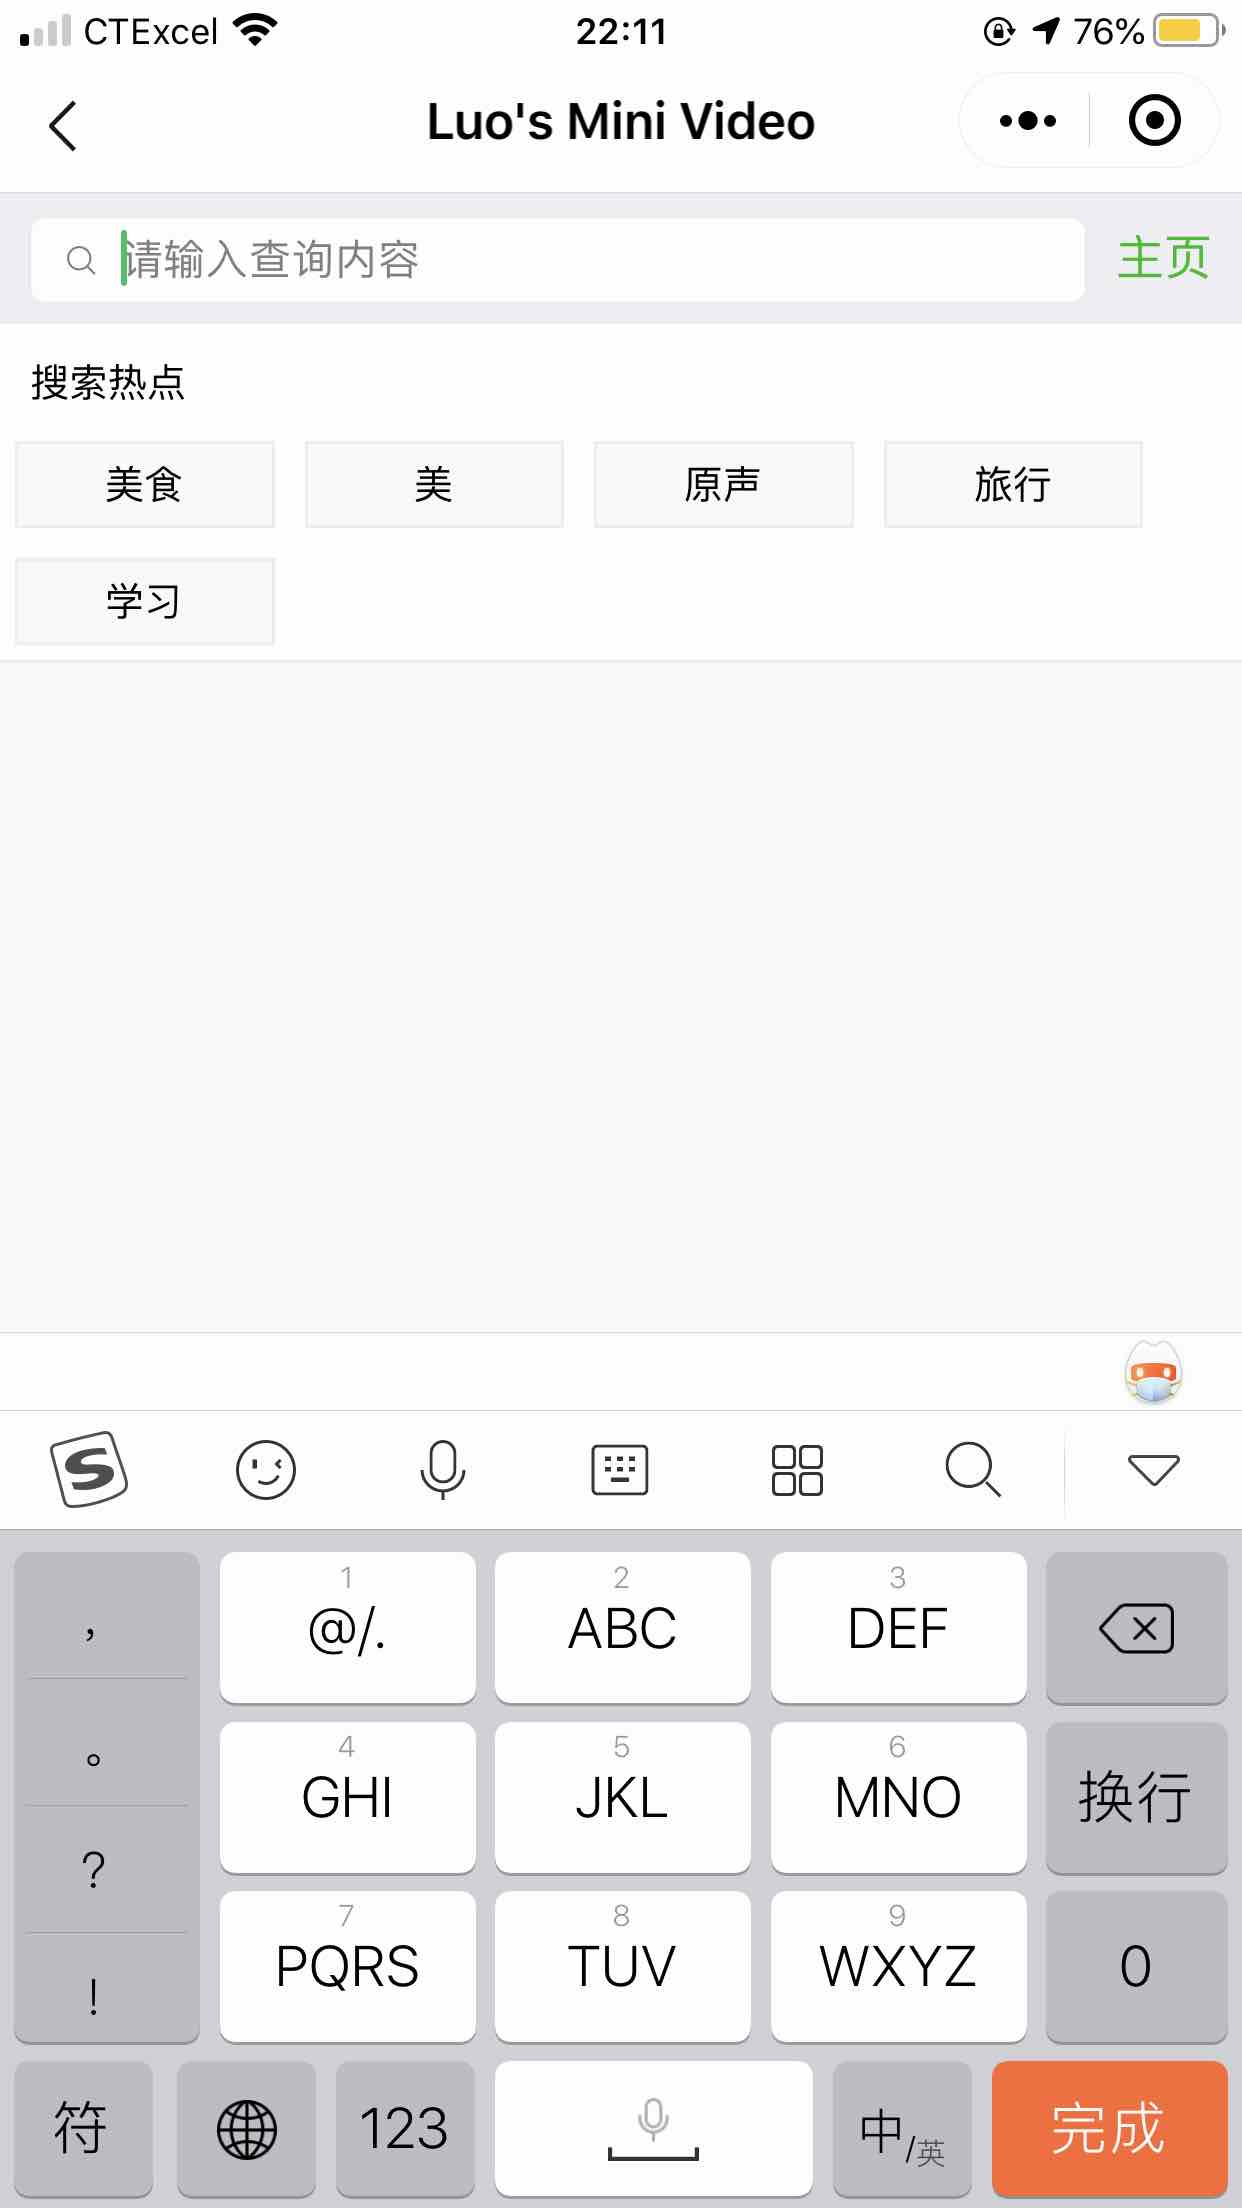 CTExcel 22:11 76%
Luo's Mini Video
请输入查询内容 主页
搜索热点
美食 美 原声 旅行
学习
S
， 1 2 3
@/. ABC DEF
。 4 5 6
GHI JKL MNO 换行
? 7 8 9
! PQRS TUV WXYZ 0
符 123 中/英 完成